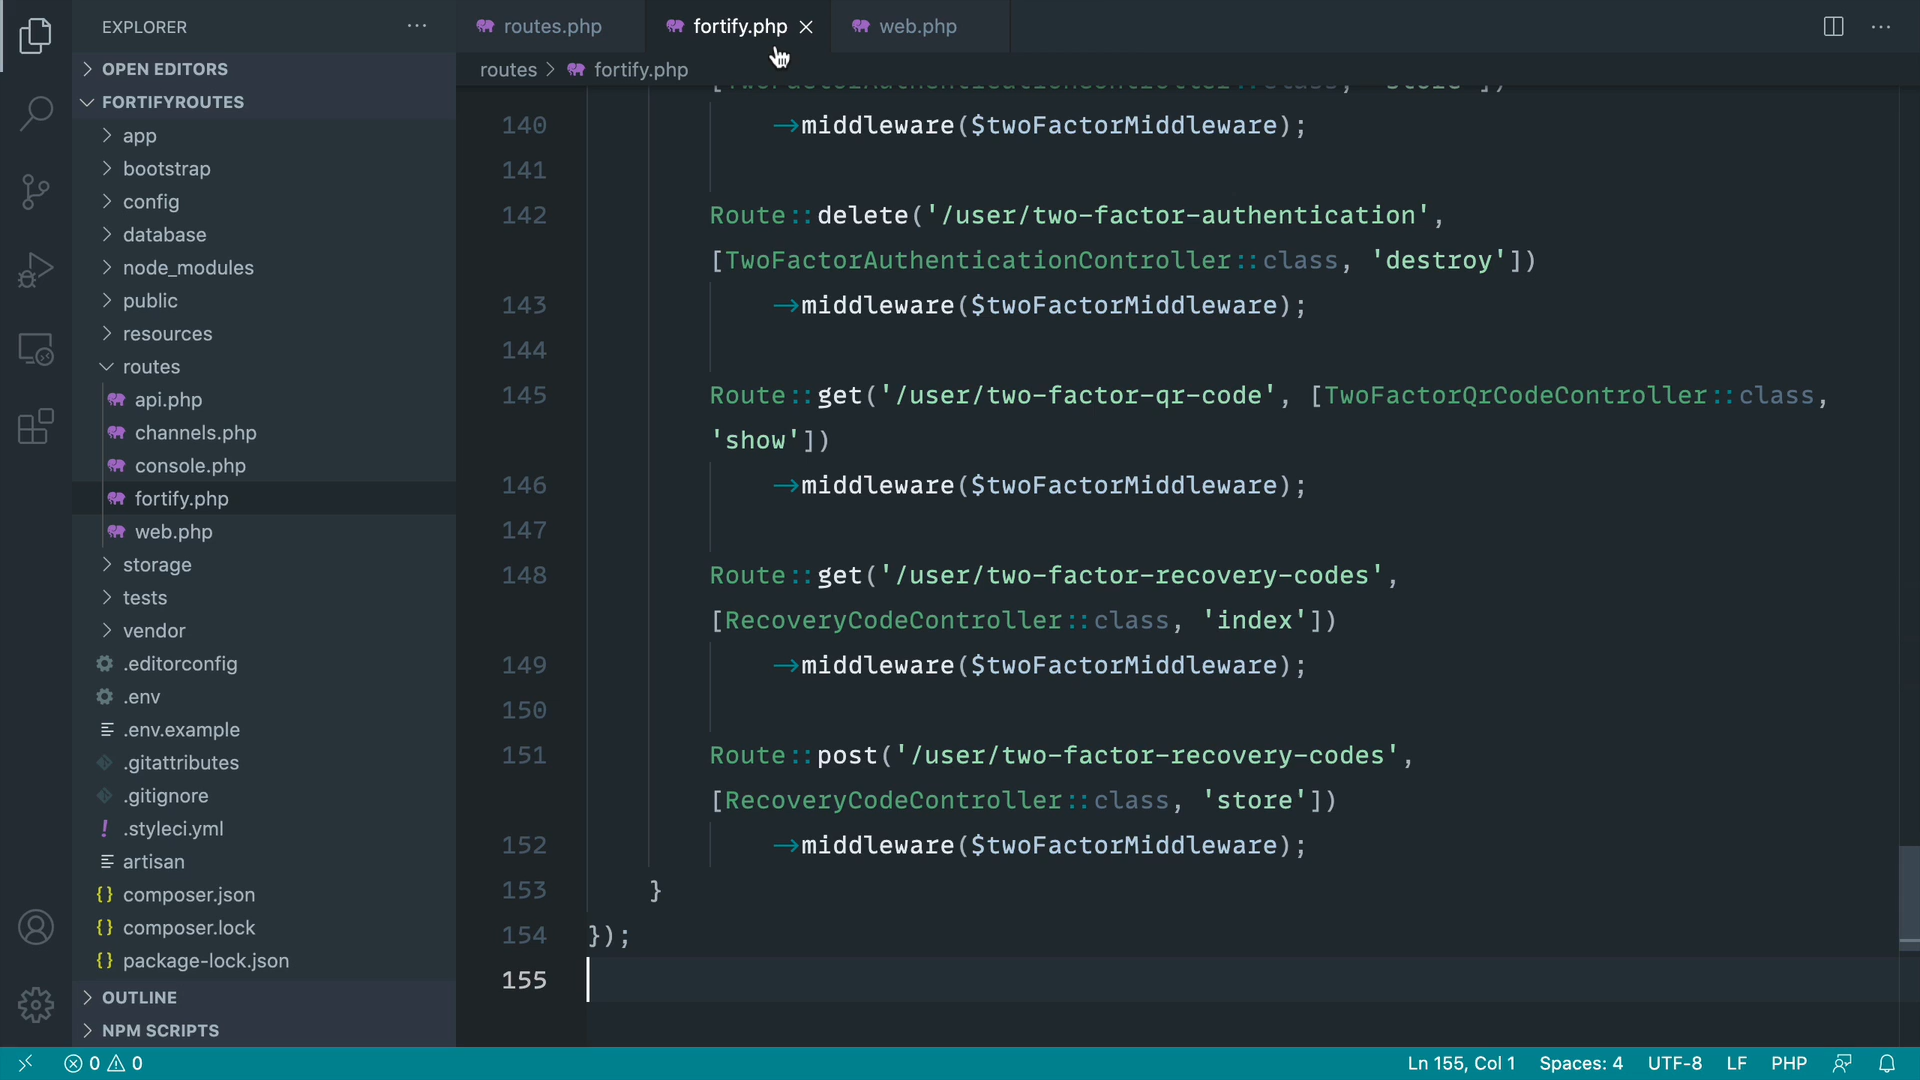 EXPLORER
OPEN EDITORS
FORTIFYROUTES
app
bootstrap
config
database
node_modules
public
resources
routes
api.php
channels.php
console.php
fortify.php
web.php
storage
tests
vendor
.editorconfig
.env
.env.example
.gitattributes
.gitignore
.styleci.yml
artisan
composer.json
composer.lock
package-lock.json
OUTLINE
NPM SCRIPTS
routes.php
fortify.php
web.php
routes > fortify.php
[TwoFactorAuthenticationController::class, 'store'])
140 →middleware($twoFactorMiddleware);
141
142 Route::delete('/user/two-factor-authentication',
[TwoFactorAuthenticationController::class, 'destroy'])
143 →middleware($twoFactorMiddleware);
144
145 Route::get('/user/two-factor-qr-code', [TwoFactorQrCodeController::class,
'show'])
146 →middleware($twoFactorMiddleware);
147
148 Route::get('/user/two-factor-recovery-codes',
[RecoveryCodeController::class, 'index'])
149 →middleware($twoFactorMiddleware);
150
151 Route::post('/user/two-factor-recovery-codes',
[RecoveryCodeController::class, 'store'])
152 →middleware($twoFactorMiddleware);
153 }
154 });
155
0 0
Ln 155, Col 1 Spaces: 4 UTF-8 LF PHP